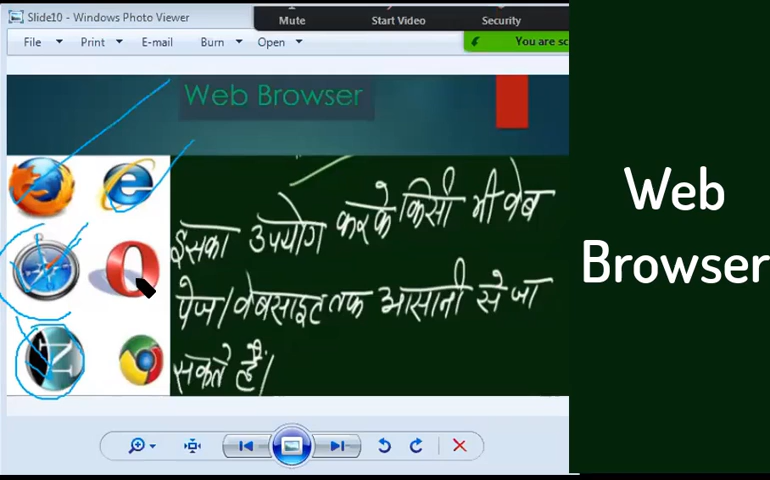 Slide10 - Windows Photo Viewer
Mute
Start Video
Security
File
Print
E-mail
Burn
Open
You are sc
Web Browser
इसका उपयोग करके किसी भी वेब
पेज/वेबसाइट तक आसानी से जा
सकते हैं।
Web
Browser